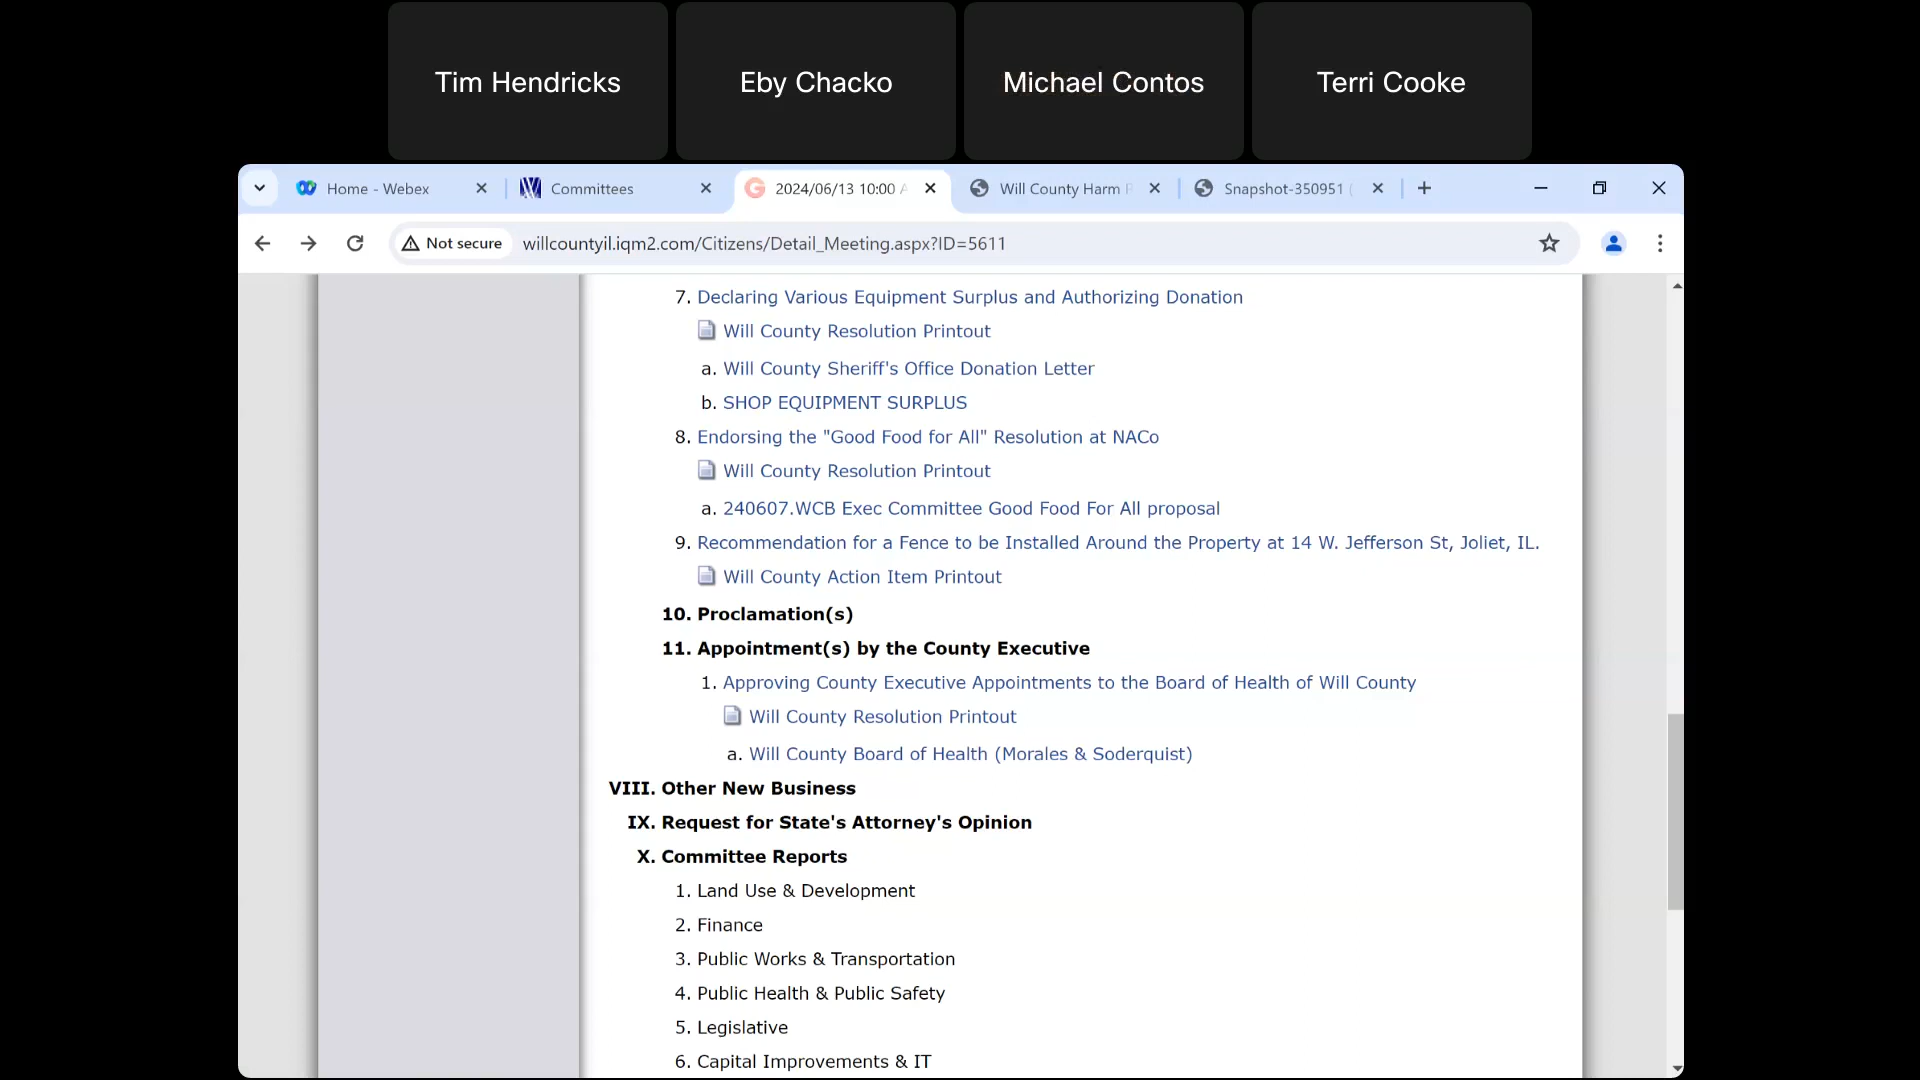 Tim Hendricks
Eby Chacko
Michael Contos
Terri Cooke
Home - Webex
Committees
2024/06/13 10:00 A
Will County Harm R
Snapshot-350951 (
Not secure
willcountyil.iqm2.com/Citizens/Detail_Meeting.aspx?ID=5611
7. Declaring Various Equipment Surplus and Authorizing Donation
Will County Resolution Printout
a. Will County Sheriff's Office Donation Letter
b. SHOP EQUIPMENT SURPLUS
8. Endorsing the "Good Food for All" Resolution at NACo
Will County Resolution Printout
a. 240607.WCB Exec Committee Good Food For All proposal
9. Recommendation for a Fence to be Installed Around the Property at 14 W. Jefferson St, Joliet, IL.
Will County Action Item Printout
10. Proclamation(s)
11. Appointment(s) by the County Executive
1. Approving County Executive Appointments to the Board of Health of Will County
Will County Resolution Printout
a. Will County Board of Health (Morales & Soderquist)
VIII. Other New Business
IX. Request for State's Attorney's Opinion
X. Committee Reports
1. Land Use & Development
2. Finance
3. Public Works & Transportation
4. Public Health & Public Safety
5. Legislative
6. Capital Improvements & IT